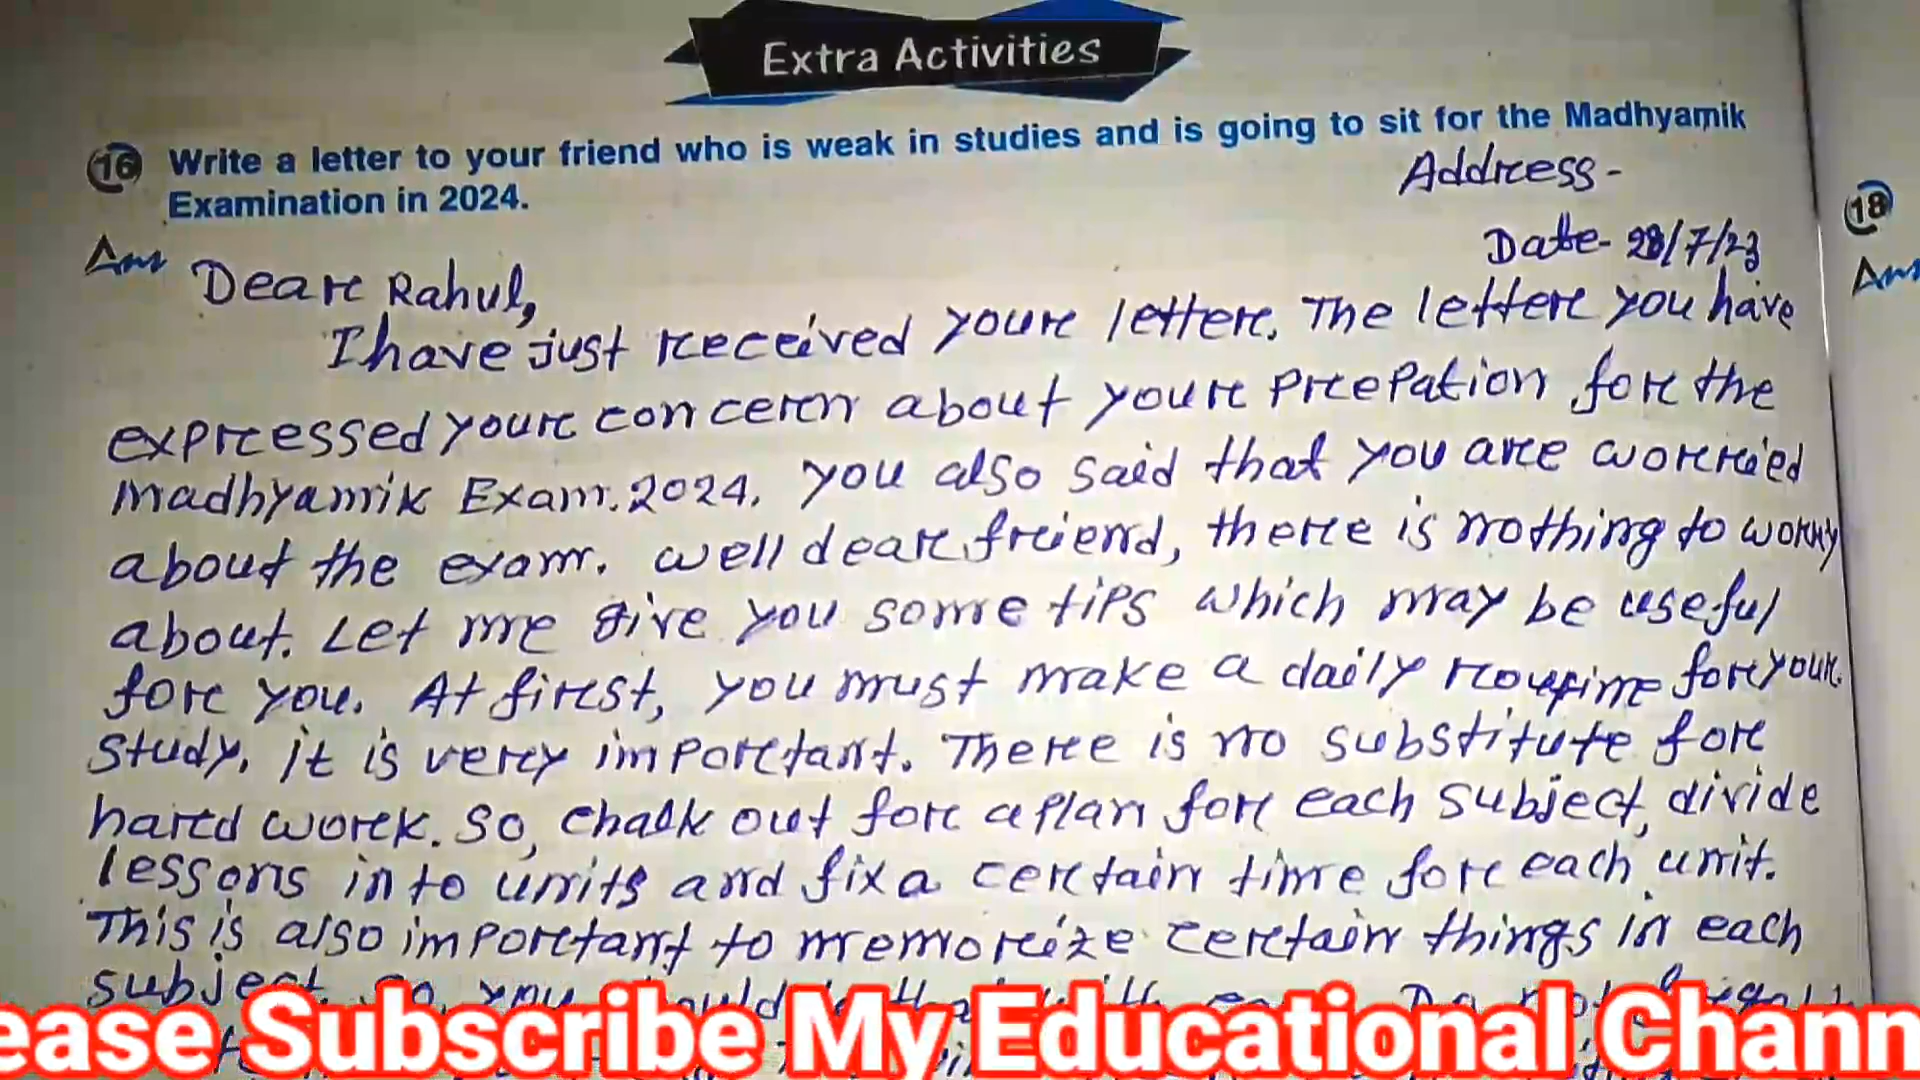 Extra Activities
16 Write a letter to your friend who is weak in studies and is going to sit for the Madhyamik
Examination in 2024.
Address-
18
Date- 28/7/23
Ans
Ans
Dear Rahul,
I have just received your letter. The letter you have
expressed your concern about your Prepation for the
Madhyamik Exam. 2024. you also said that you are worried
about the exam. well dear friend, there is nothing to worry
about. Let me give you some tips which may be useful
for you. At first, you must make a daily routine for your
study. it is very important. There is no substitute for
hard work. So, chalk out for a plan for each subject, divide
lessons in to units and fix a certain time for each unit.
This is also important to memorize certain things in each
subject. So, you
ease Subscribe My Educational Chann